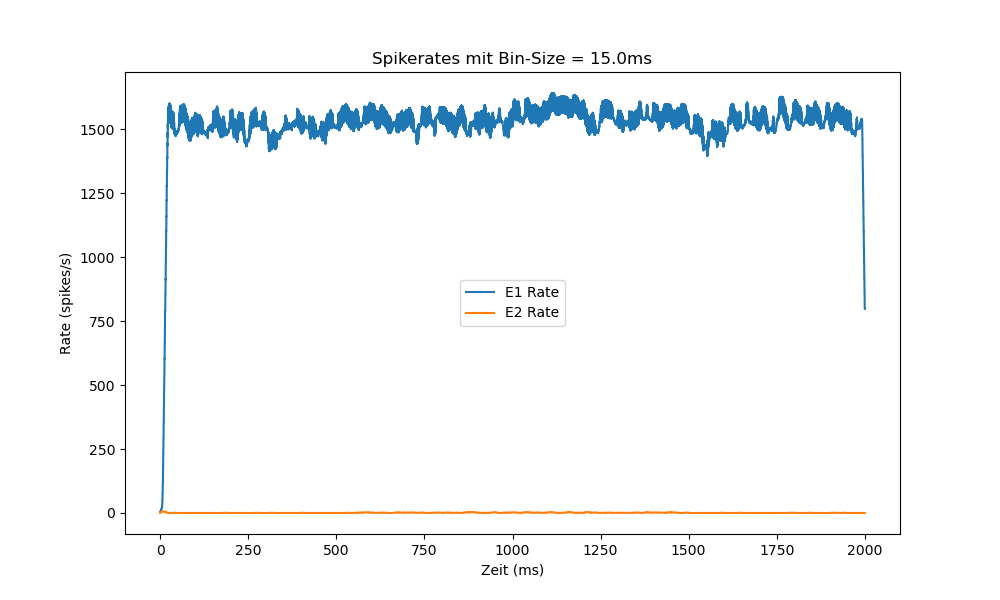 Spikerates mit Bin-Size = 15.0ms
1500
1250
1000
750
500
250
0
Rate (spikes/s)
E1 Rate
E2 Rate
0 250 500 750 1000 1250 1500 1750 2000
Zeit (ms)